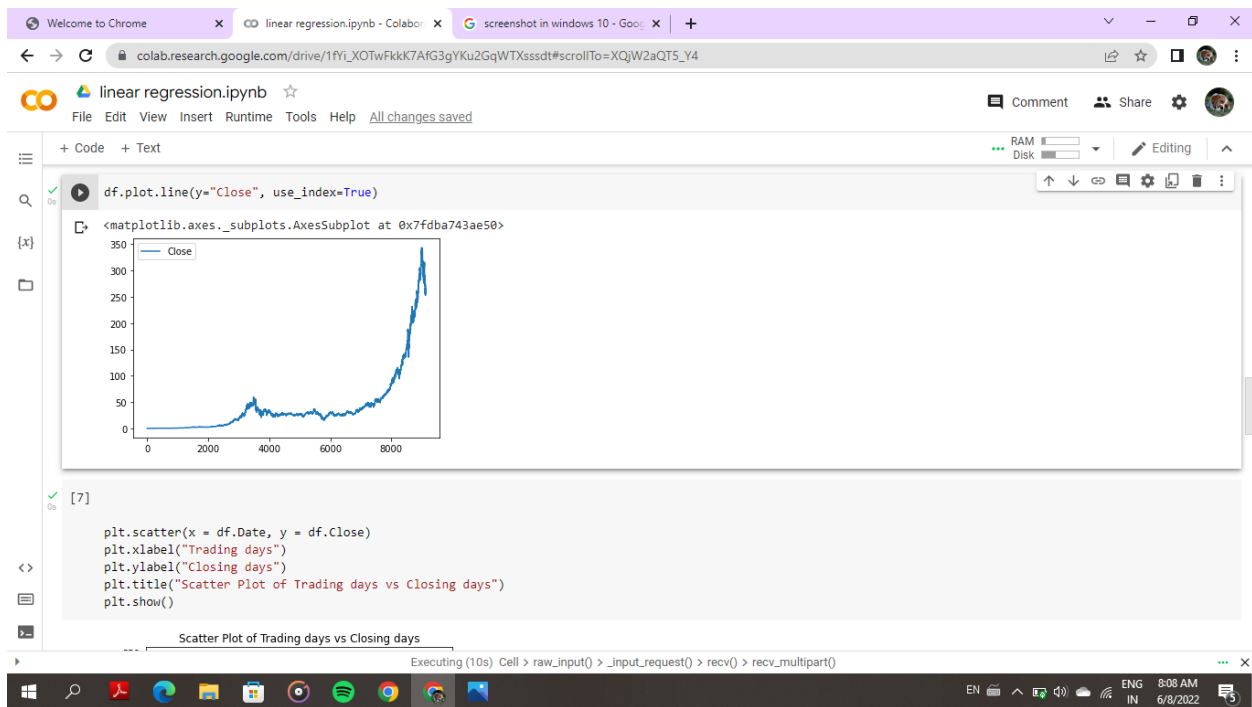 Welcome to Chrome
linear regression.ipynb - Colabor
G screenshot in windows 10 - Goo
colab.research.google.com/drive/1fYi_XOTwFkkK7AfG3gYKu2GqWTXsssdt#scrollTo=XQjW2aQT5_Y4
CO linear regression.ipynb
File Edit View Insert Runtime Tools Help All changes saved
Comment Share
+ Code + Text
RAM
Disk
Editing
df.plot.line(y="Close", use_index=True)
0s
<matplotlib.axes._subplots.AxesSubplot at 0x7fdba743ae50>
{x}
Close
350
300
250
200
150
100
50
0
0 2000 4000 6000 8000
[7]
0s
plt.scatter(x = df.Date, y = df.Close)
plt.xlabel("Trading days")
plt.ylabel("Closing days")
plt.title("Scatter Plot of Trading days vs Closing days")
plt.show()
Scatter Plot of Trading days vs Closing days
Executing (10s) Cell > raw_input() > _input_request() > recv() > recv_multipart()
EN
ENG
IN
8:08 AM
6/8/2022
5